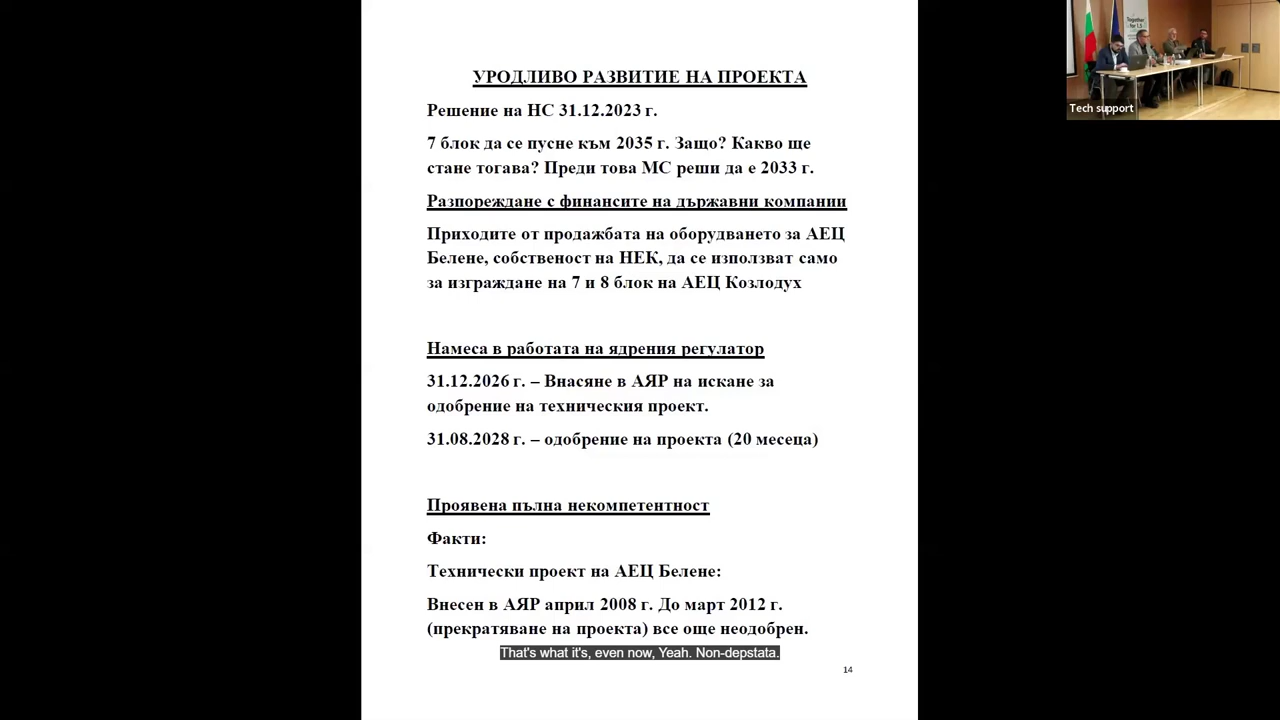 УРОДЛИВО РАЗВИТИЕ НА ПРОЕКТА
Решение на НС 31.12.2023 г.
7 блок да се пусне към 2035 г. Защо? Какво ще
стане тогава? Преди това МС реши да е 2033 г.
Разпореждане с финансите на държавни компании
Приходите от продажбата на оборудването за АЕЦ
Белене, собственост на НЕК, да се използват само
за изграждане на 7 и 8 блок на АЕЦ Козлодух
Намеса в работата на ядрения регулатор
31.12.2026 г. – Внасяне в АЯР на искане за
одобрение на техническия проект.
31.08.2028 г. – одобрение на проекта (20 месеца)
Проявена пълна некомпетентност
Факти:
Технически проект на АЕЦ Белене:
Внесен в АЯР април 2008 г. До март 2012 г.
(прекратяване на проекта) все още неодобрен.
That's what it's, even now, Yeah. Non-depstata.
14
Together
for 1.5
Tech support